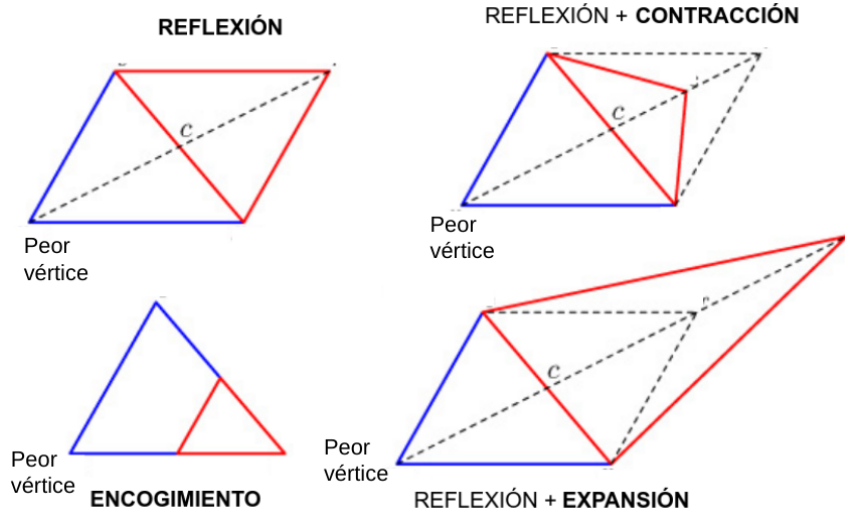 REFLEXIÓN
c
Peor
vértice
REFLEXIÓN + CONTRACCIÓN
c
Peor
vértice
Peor
vértice
ENCOGIMIENTO
c
Peor
vértice
REFLEXIÓN + EXPANSIÓN